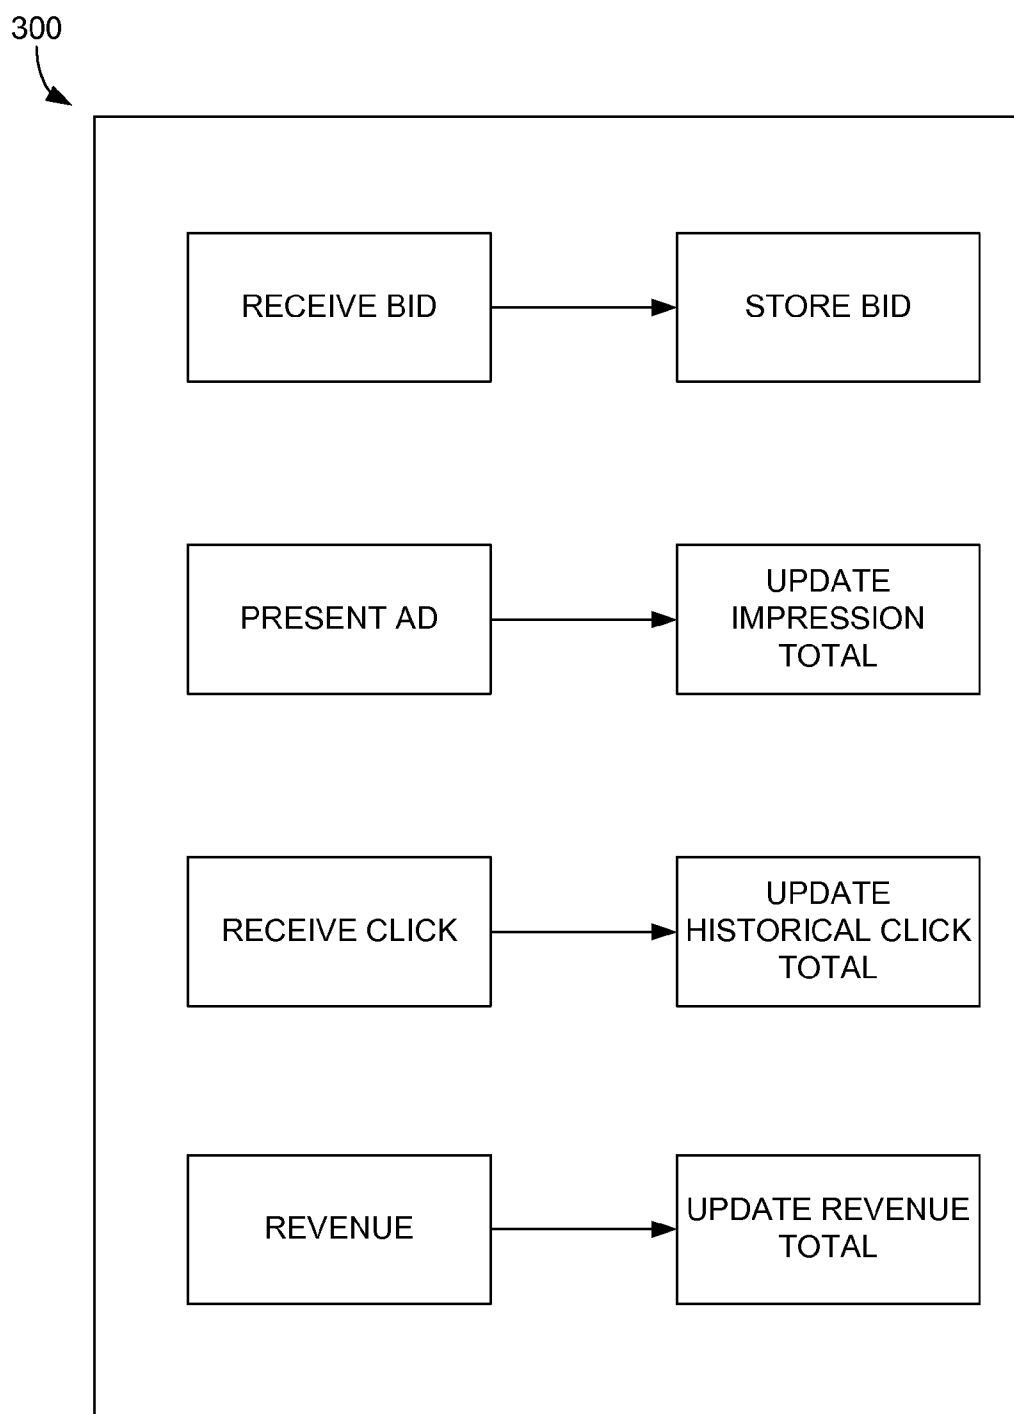 300
RECEIVE BID
STORE BID
PRESENT AD
UPDATE
IMPRESSION
TOTAL
RECEIVE CLICK
UPDATE
HISTORICAL CLICK
TOTAL
REVENUE
UPDATE REVENUE
TOTAL